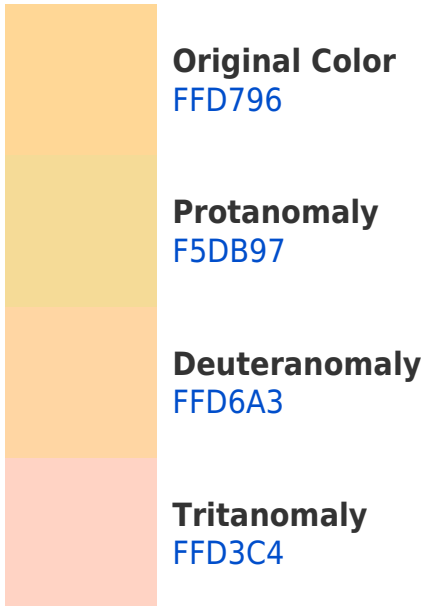 Original Color
FFD796
Protanomaly
F5DB97
Deuteranomaly
FFD6A3
Tritanomaly
FFD3C4